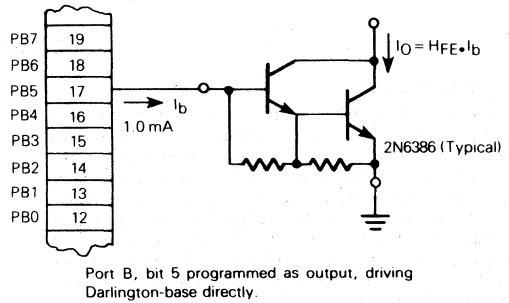 PB7 19
PB6 18
PB5 17
PB4 16
PB3 15
PB2 14
PB1 13
PB0 12
Ib
1.0 mA
IO = HFE•Ib
2N6386 (Typical)
Port B, bit 5 programmed as output, driving
Darlington-base directly.